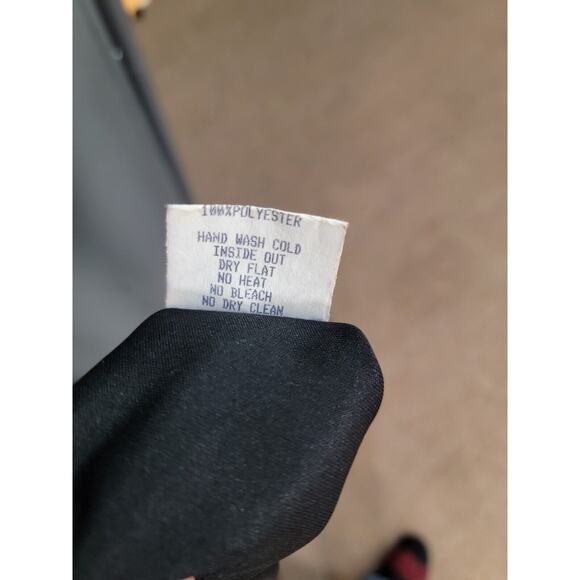 100%POLYESTER
HAND WASH COLD
INSIDE OUT
DRY FLAT
NO HEAT
NO BLEACH
NO DRY CLEAN